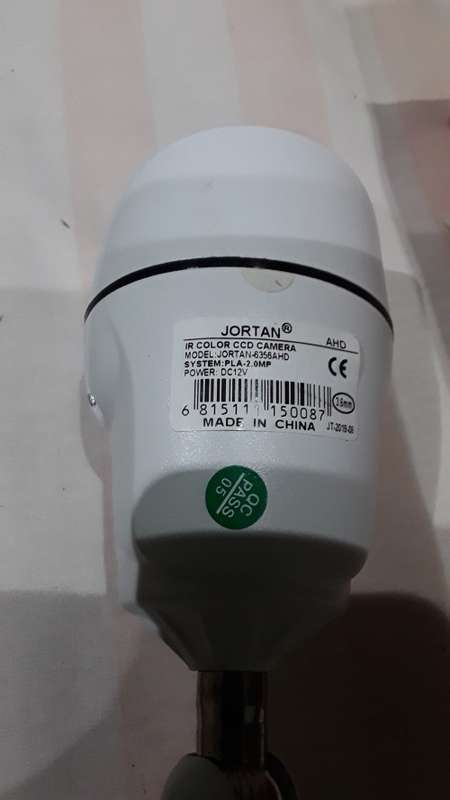 JORTAN®
IR COLOR CCD CAMERA AHD
MODEL:JORTAN-6356AHD
SYSTEM:PLA-2.0MP
POWER: DC12V
CE
6 815111 150087
3.6mm
MADE IN CHINA
JT-2019-06
QC
PASS
05